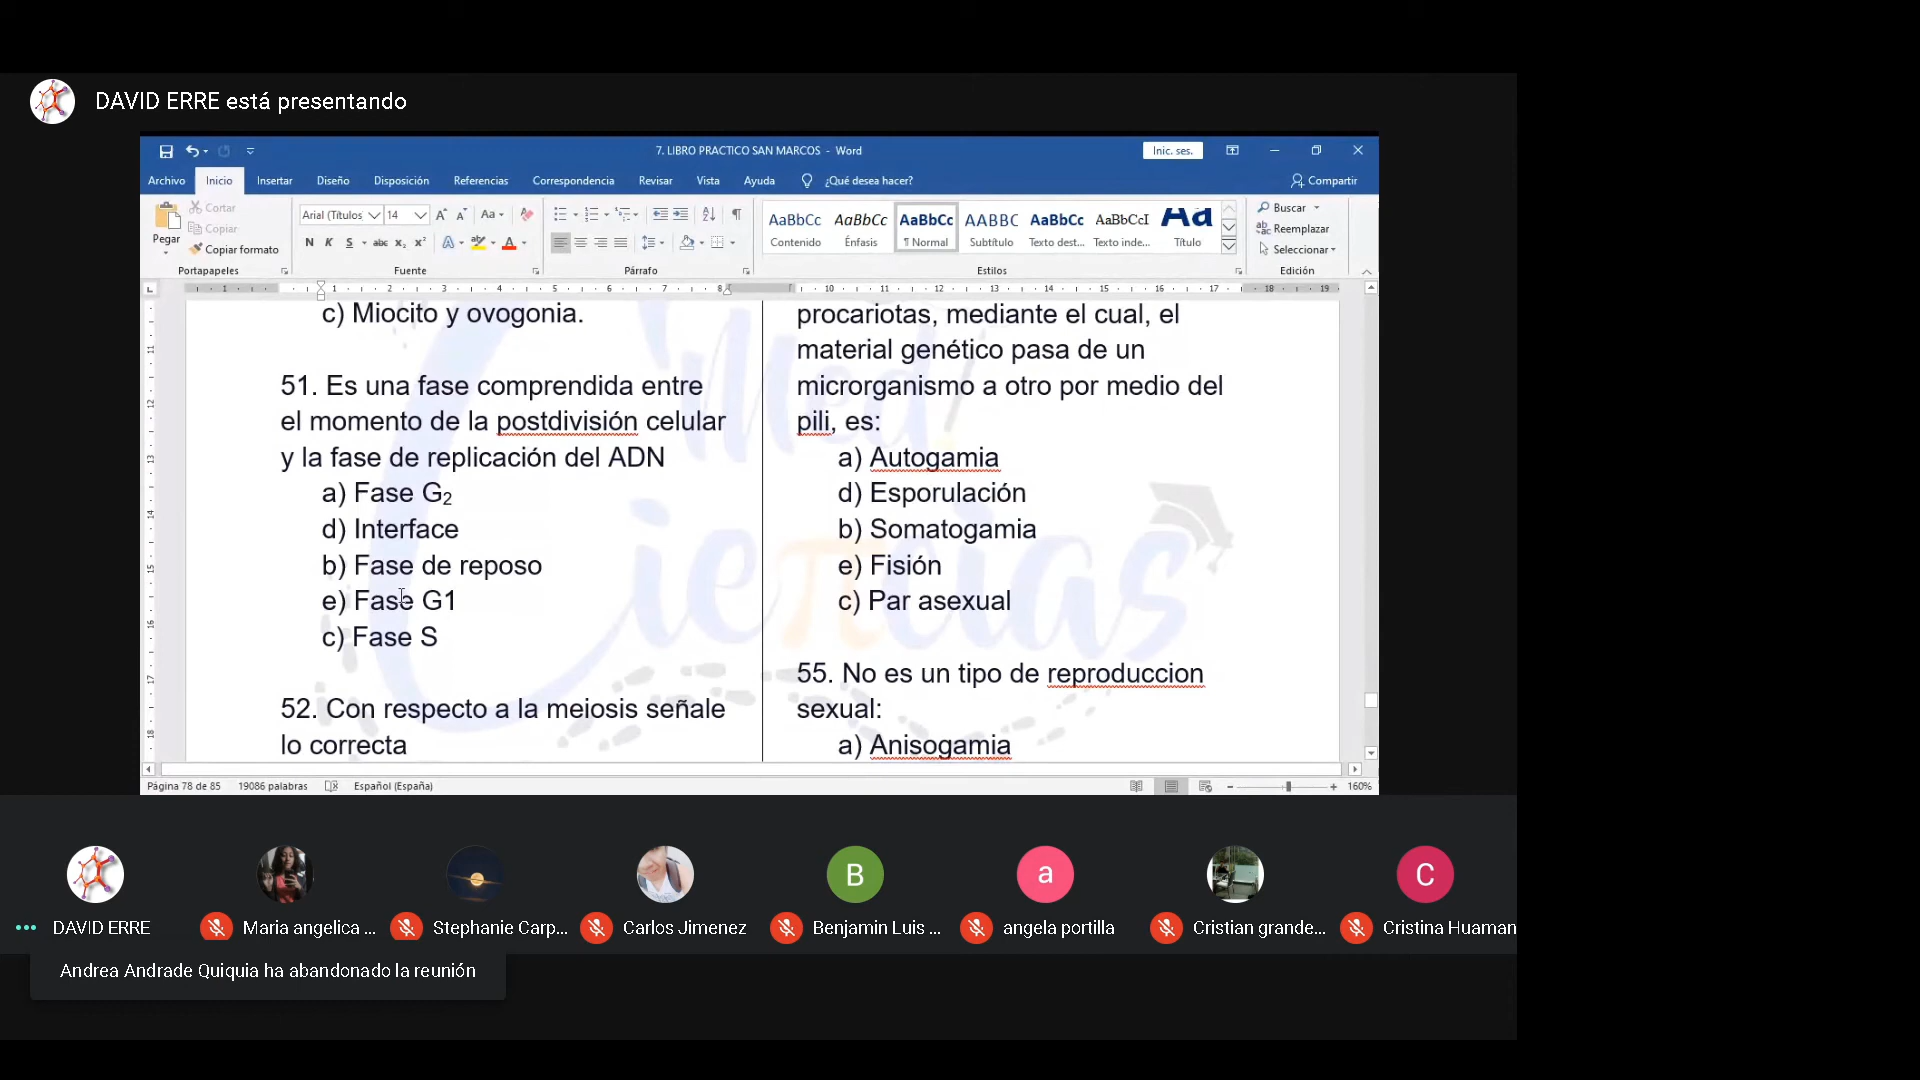 DAVID ERRE está presentando
7. LIBRO PRACTICO SAN MARCOS - Word
Inic. ses.
Archivo Inicio Insertar Diseño Disposición Referencias Correspondencia Revisar Vista Ayuda ¿Qué desea hacer? Compartir
Pegar
Cortar
Copiar
Copiar formato
Portapapeles
Arial (Títulos 14
N K S abc x₂ x²
Fuente
Párrafo
AaBbCc AaBbCc AaBbCc AABBC AaBbCc AaBbCcI Aa
Contenido Énfasis ¶ Normal Subtítulo Texto dest... Texto inde... Título
Estilos
Buscar
Reemplazar
Seleccionar
Edición
c) Miocito y ovogonia.
51. Es una fase comprendida entre
el momento de la postdivisión celular
y la fase de replicación del ADN
a) Fase G₂
d) Interface
b) Fase de reposo
e) Fase G1
c) Fase S
52. Con respecto a la meiosis señale
lo correcta
procariotas, mediante el cual, el
material genético pasa de un
microrganismo a otro por medio del
pili, es:
a) Autogamia
d) Esporulación
b) Somatogamia
e) Fisión
c) Par asexual
55. No es un tipo de reproduccion
sexual:
a) Anisogamia
Med
Cieπcias
Página 78 de 85 19086 palabras Español (España) 160%
B a C
DAVID ERRE Maria angelica ... Stephanie Carp... Carlos Jimenez Benjamin Luis ... angela portilla Cristian grande... Cristina Huaman
Andrea Andrade Quiquia ha abandonado la reunión